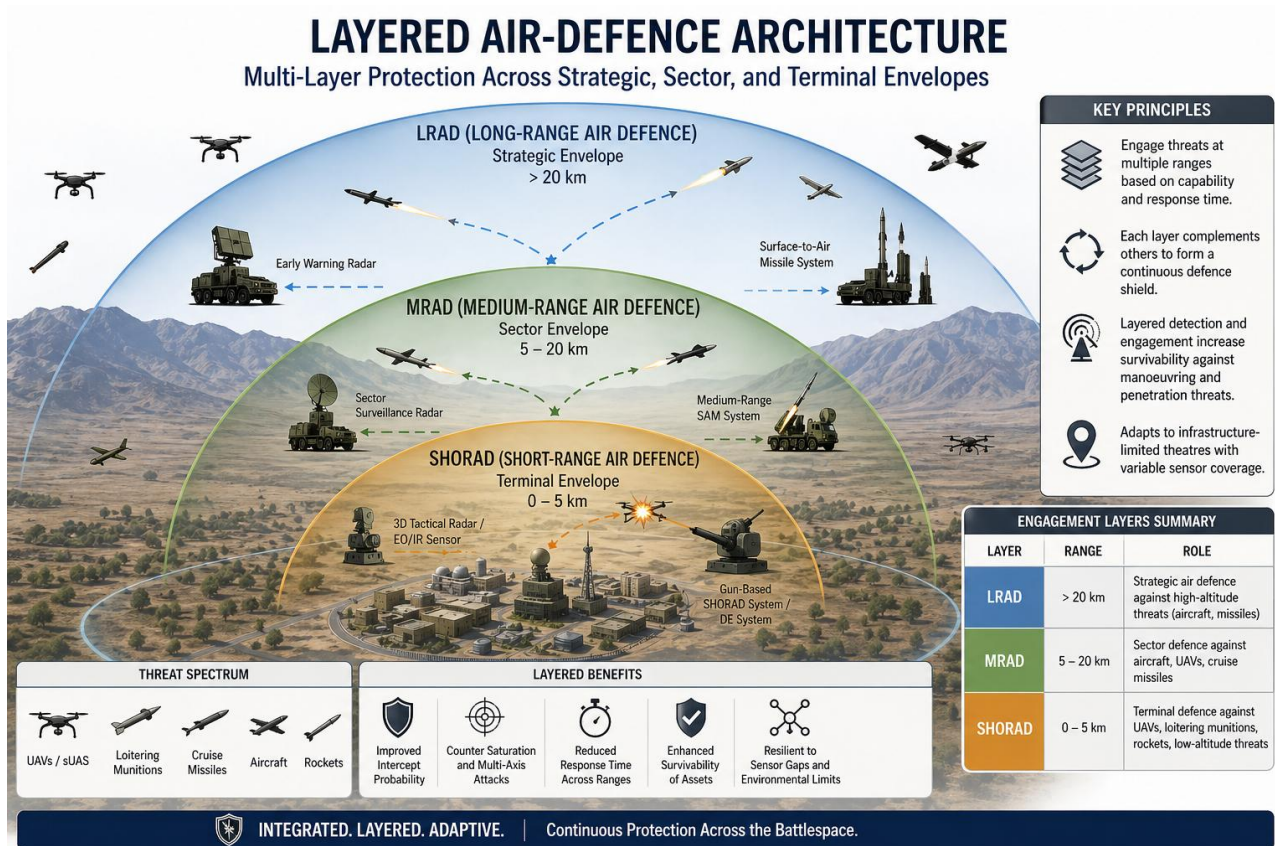 LAYERED AIR-DEFENCE ARCHITECTURE
Multi-Layer Protection Across Strategic, Sector, and Terminal Envelopes
LRAD (LONG-RANGE AIR DEFENCE)
Strategic Envelope
> 20 km
Early Warning Radar
Surface-to-Air
Missile System
MRAD (MEDIUM-RANGE AIR DEFENCE)
Sector Envelope
5 – 20 km
Sector
Surveillance Radar
Medium-Range
SAM System
SHORAD (SHORT-RANGE AIR DEFENCE)
Terminal Envelope
0 – 5 km
3D Tactical Radar /
EO/IR Sensor
Gun-Based
SHORAD System /
DE System
KEY PRINCIPLES
Engage threats at
multiple ranges
based on capability
and response time.
Each layer complements
others to form a
continuous defence
shield.
Layered detection and
engagement increase
survivability against
manoeuvring and
penetration threats.
Adapts to infrastructure-
limited theatres with
variable sensor coverage.
ENGAGEMENT LAYERS SUMMARY
LAYER RANGE ROLE
LRAD > 20 km Strategic air defence
against high-altitude
threats (aircraft, missiles)
MRAD 5 – 20 km Sector defence against
aircraft, UAVs, cruise
missiles
SHORAD 0 – 5 km Terminal defence against
UAVs, loitering munitions,
rockets, low-altitude threats
THREAT SPECTRUM
UAVs / sUAS
Loitering
Munitions
Cruise
Missiles
Aircraft
Rockets
LAYERED BENEFITS
Improved
Intercept
Probability
Counter Saturation
and Multi-Axis
Attacks
Reduced
Response Time
Across Ranges
Enhanced
Survivability
of Assets
Resilient to
Sensor Gaps and
Environmental Limits
INTEGRATED. LAYERED. ADAPTIVE. | Continuous Protection Across the Battlespace.